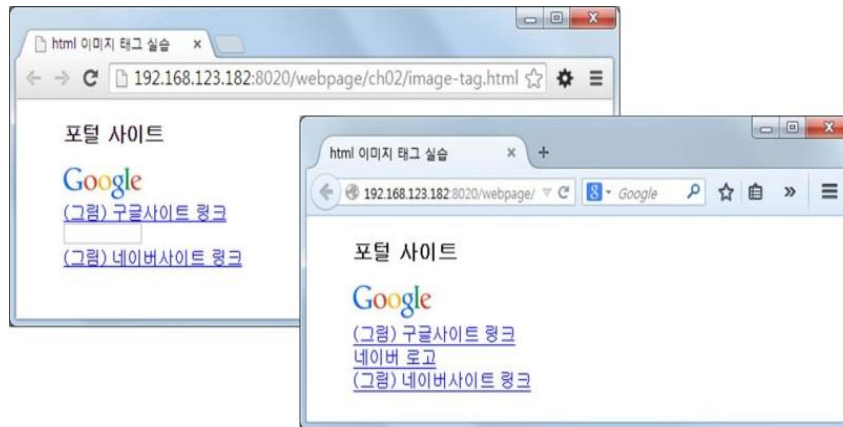 html 이미지 태그 실습
192.168.123.182:8020/webpage/ch02/image-tag.html
포털 사이트
Google
(그림) 구글사이트 링크
(그림) 네이버사이트 링크
html 이미지 태그 실습
192.168.123.182:8020/webpage/
8 Google
포털 사이트
Google
(그림) 구글사이트 링크
네이버 로고
(그림) 네이버사이트 링크